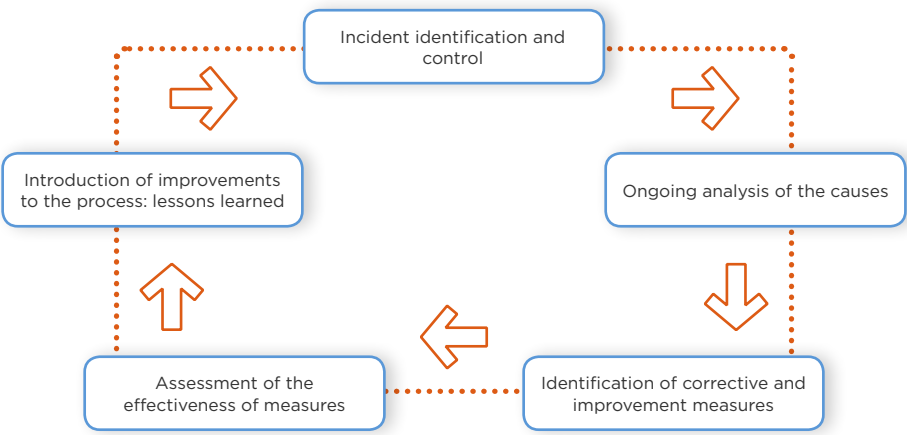 Incident identification and
control
Introduction of improvements
to the process: lessons learned
Ongoing analysis of the causes
Assessment of the
effectiveness of measures
Identification of corrective and
improvement measures